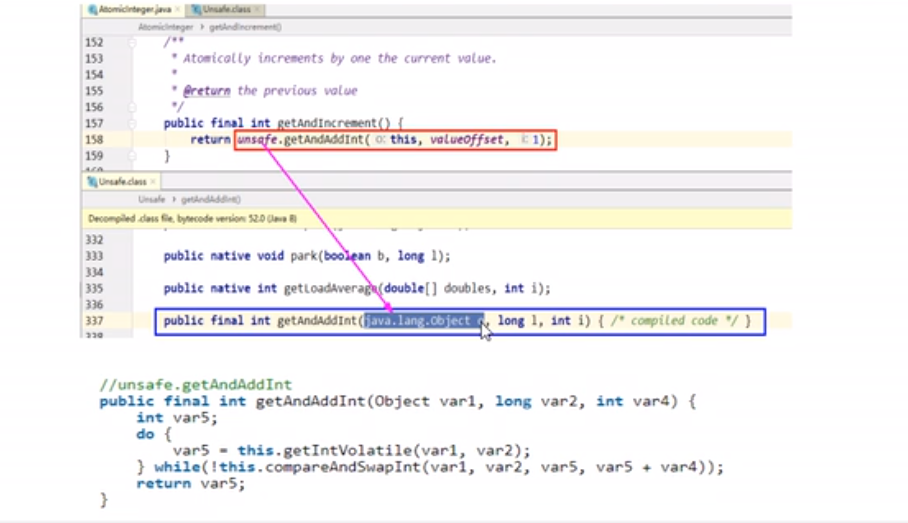 AtomicInteger.java × Unsafe.class ×
AtomicInteger › getAndIncrement()
152 /**
153 * Atomically increments by one the current value.
154 *
155 * @return the previous value
156 */
157 public final int getAndIncrement() {
158 return unsafe.getAndAddInt( o: this, valueOffset, i: 1);
159 }
Unsafe.class ×
Unsafe › getAndAddInt()
Decompiled .class file, bytecode version: 52.0 (Java 8)
332
333 public native void park(boolean b, long l);
334
335 public native int getLoadAverage(double[] doubles, int i);
336
337 public final int getAndAddInt(java.lang.Object o, long l, int i) { /* compiled code */ }
338
//unsafe.getAndAddInt
public final int getAndAddInt(Object var1, long var2, int var4) {
int var5;
do {
var5 = this.getIntVolatile(var1, var2);
} while(!this.compareAndSwapInt(var1, var2, var5, var5 + var4));
return var5;
}